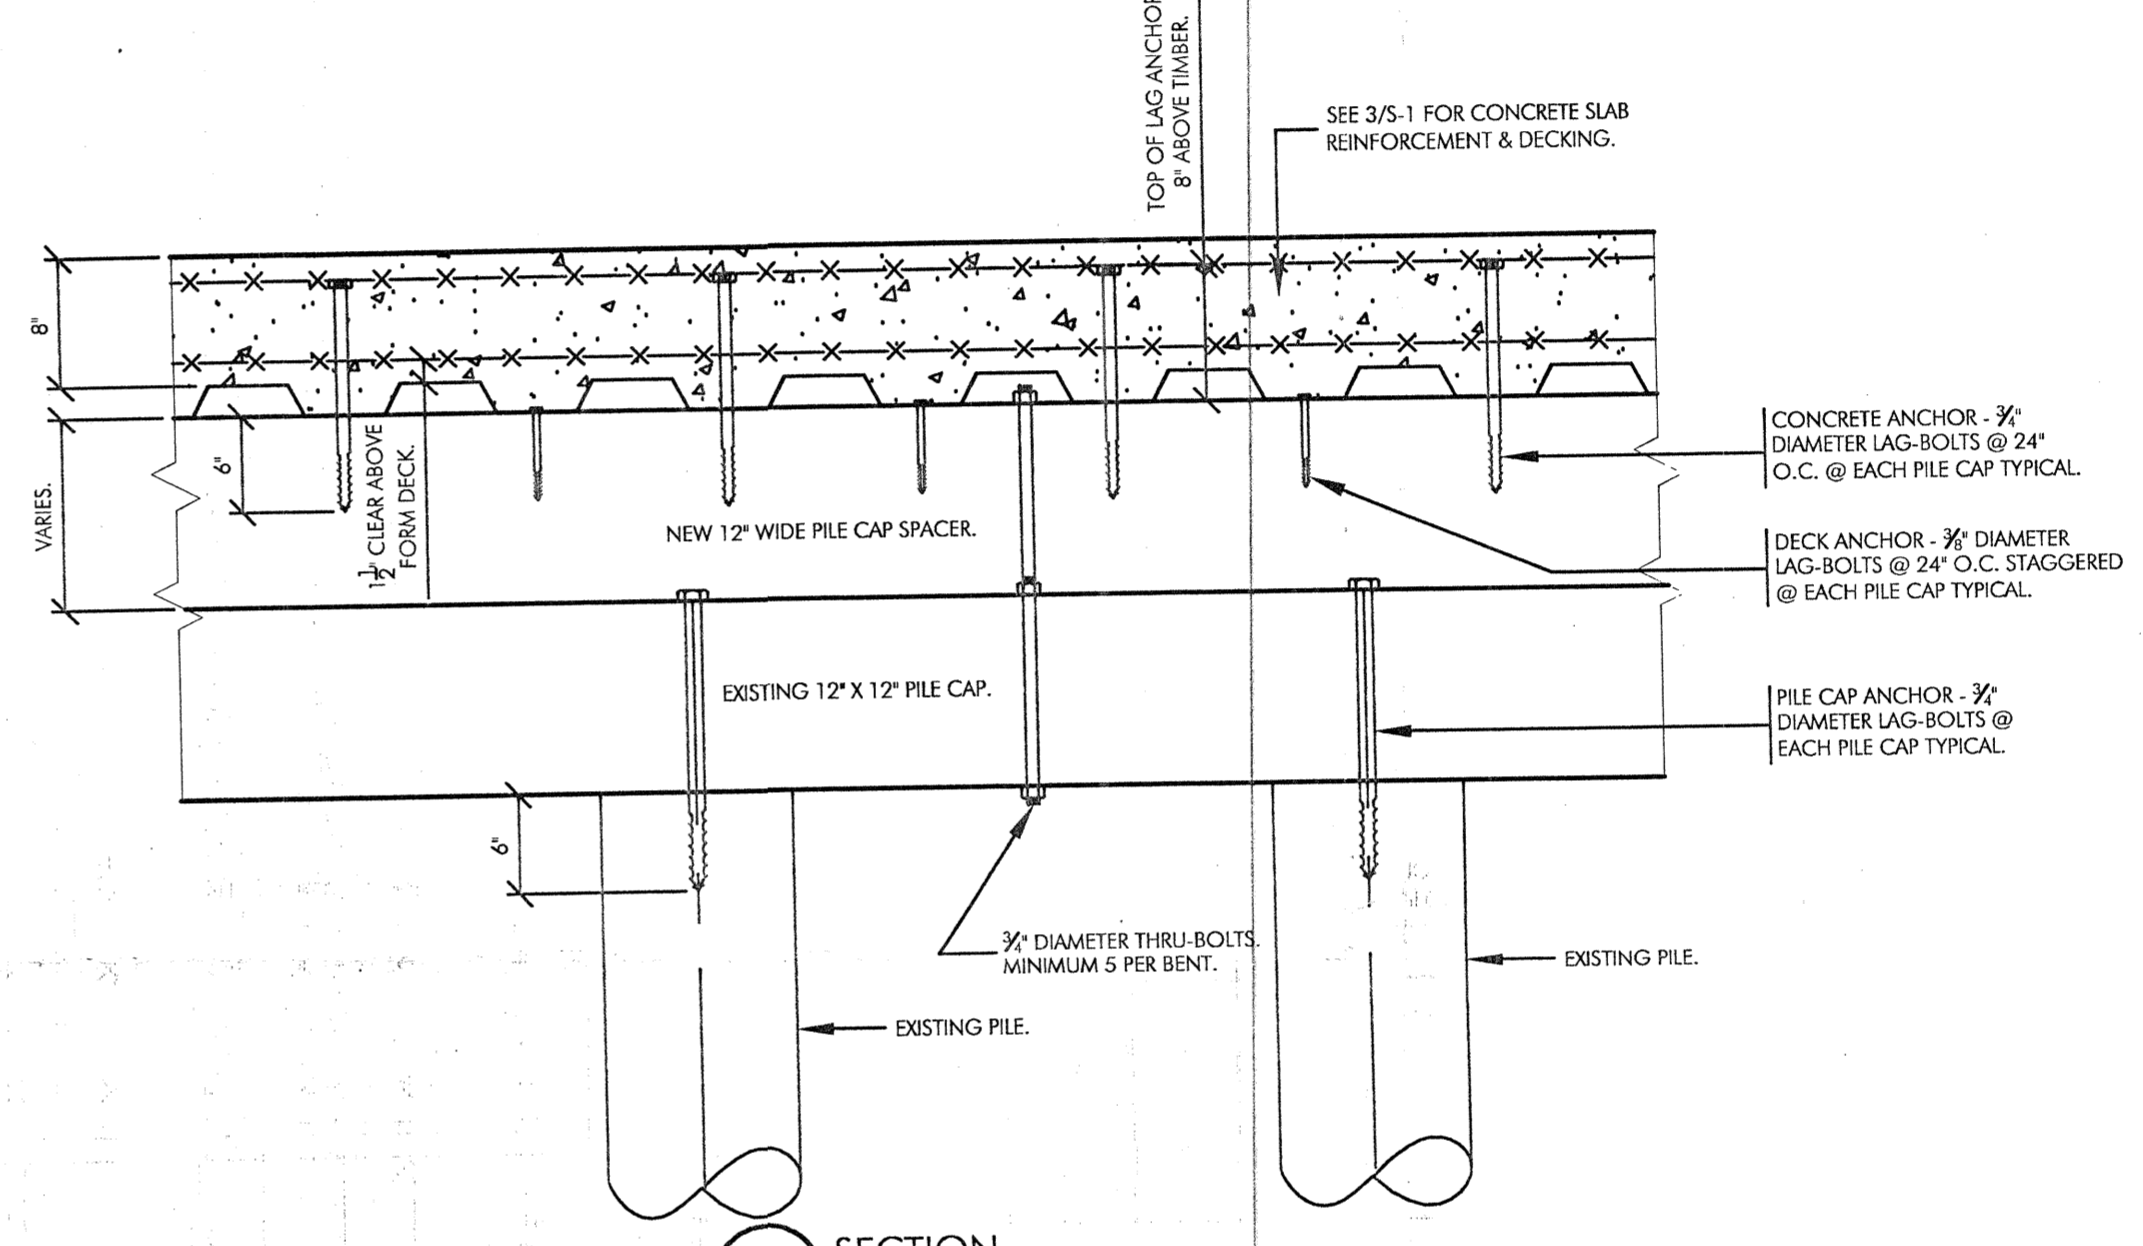 TOP OF LAG ANCHOR
8" ABOVE TIMBER.
SEE 3/S-1 FOR CONCRETE SLAB
REINFORCEMENT & DECKING.
8"
VARIES.
6"
1 1/2" CLEAR ABOVE
FORM DECK.
NEW 12" WIDE PILE CAP SPACER.
CONCRETE ANCHOR - 3/4"
DIAMETER LAG-BOLTS @ 24"
O.C. @ EACH PILE CAP TYPICAL.
DECK ANCHOR - 3/8" DIAMETER
LAG-BOLTS @ 24" O.C. STAGGERED
@ EACH PILE CAP TYPICAL.
EXISTING 12" X 12" PILE CAP.
PILE CAP ANCHOR - 3/4"
DIAMETER LAG-BOLTS @
EACH PILE CAP TYPICAL.
6"
3/4" DIAMETER THRU-BOLTS.
MINIMUM 5 PER BENT.
EXISTING PILE.
EXISTING PILE.
SECTION